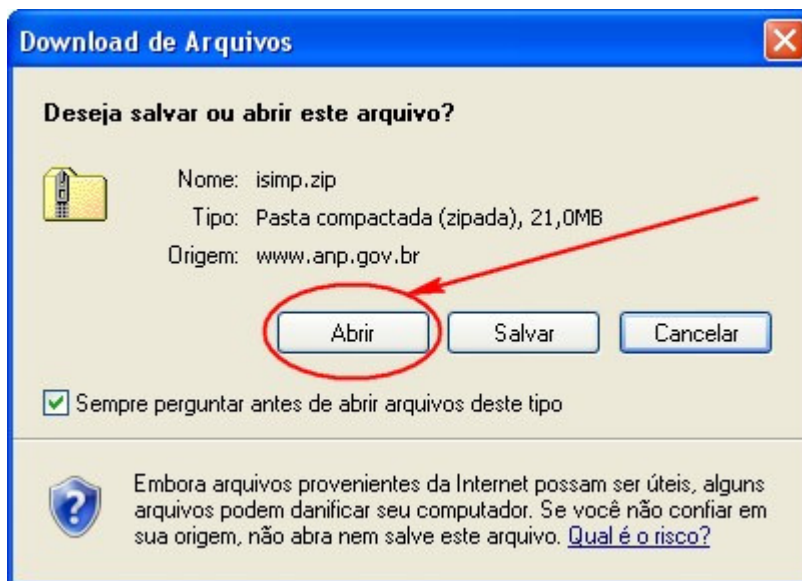 Download de Arquivos
Deseja salvar ou abrir este arquivo?
Nome: isimp.zip
Tipo: Pasta compactada (zipada), 21,0MB
Origem: www.anp.gov.br
Abrir Salvar Cancelar
Sempre perguntar antes de abrir arquivos deste tipo
Embora arquivos provenientes da Internet possam ser úteis, alguns
arquivos podem danificar seu computador. Se você não confiar em
sua origem, não abra nem salve este arquivo. Qual é o risco?